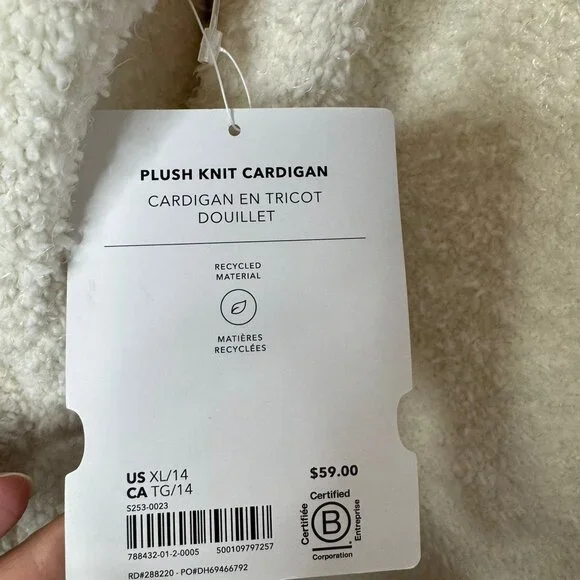 PLUSH KNIT CARDIGAN
CARDIGAN EN TRICOT
DOUILLET
RECYCLED
MATERIAL
MATIÈRES
RECYCLÉES
US XL/14
CA TG/14
S253-0023
788432-01-2-0005 500109797257
RD#288220 - PO#DH69466792
$59.00
Certified
Certifiée
B
Entreprise
Corporation